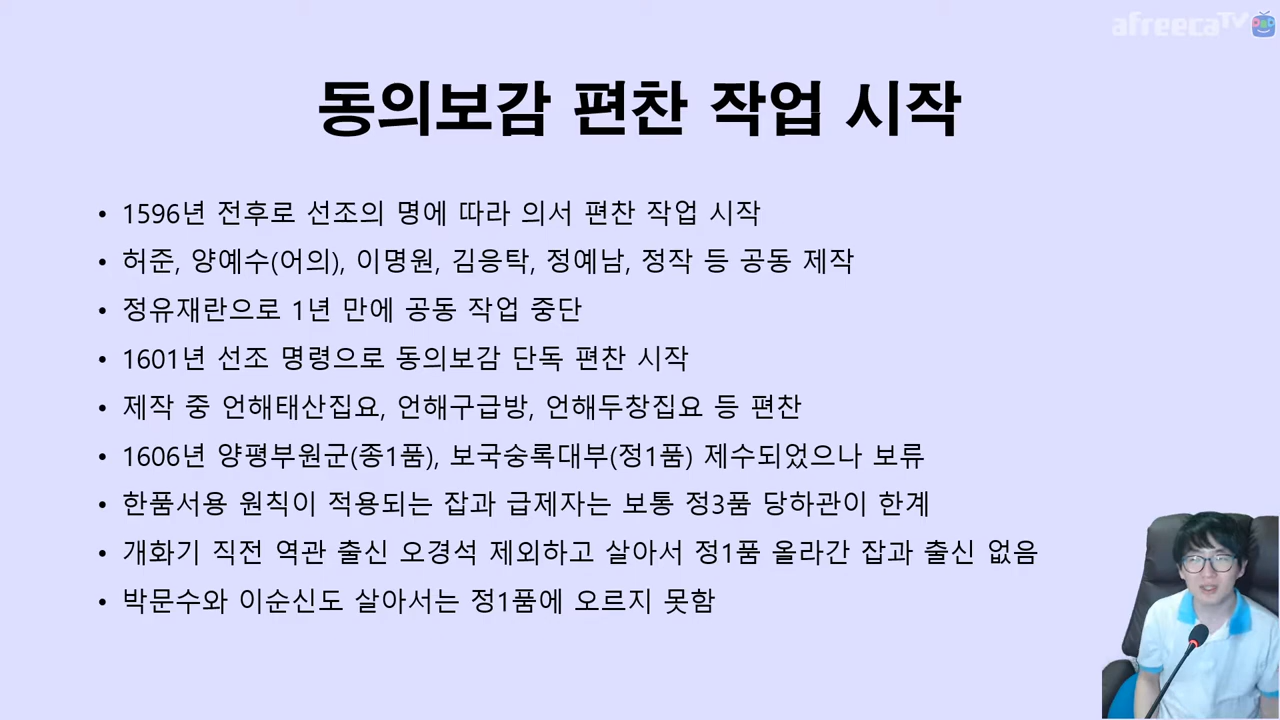 afreecaTV
동의보감 편찬 작업 시작
• 1596년 전후로 선조의 명에 따라 의서 편찬 작업 시작
• 허준, 양예수(어의), 이명원, 김응탁, 정예남, 정작 등 공동 제작
• 정유재란으로 1년 만에 공동 작업 중단
• 1601년 선조 명령으로 동의보감 단독 편찬 시작
• 제작 중 언해태산집요, 언해구급방, 언해두창집요 등 편찬
• 1606년 양평부원군(종1품), 보국숭록대부(정1품) 제수되었으나 보류
• 한품서용 원칙이 적용되는 잡과 급제자는 보통 정3품 당하관이 한계
• 개화기 직전 역관 출신 오경석 제외하고 살아서 정1품 올라간 잡과 출신 없음
• 박문수와 이순신도 살아서는 정1품에 오르지 못함